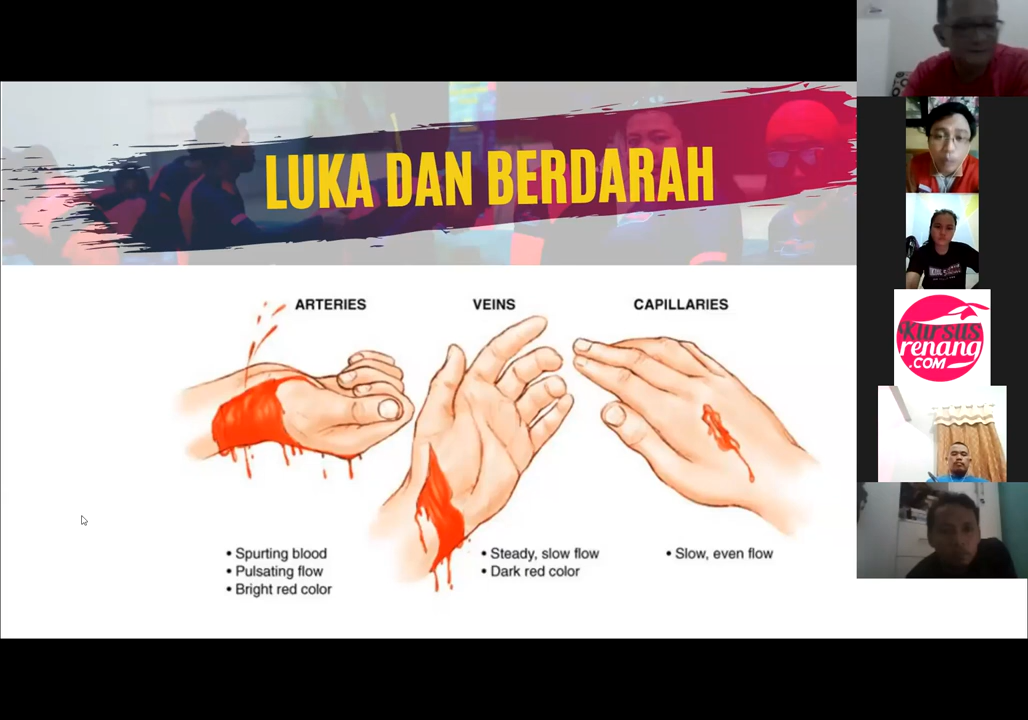 LUKA DAN BERDARAH
ARTERIES
VEINS
CAPILLARIES
• Spurting blood
• Pulsating flow
• Bright red color
• Steady, slow flow
• Dark red color
• Slow, even flow
kursus
renang
.COM